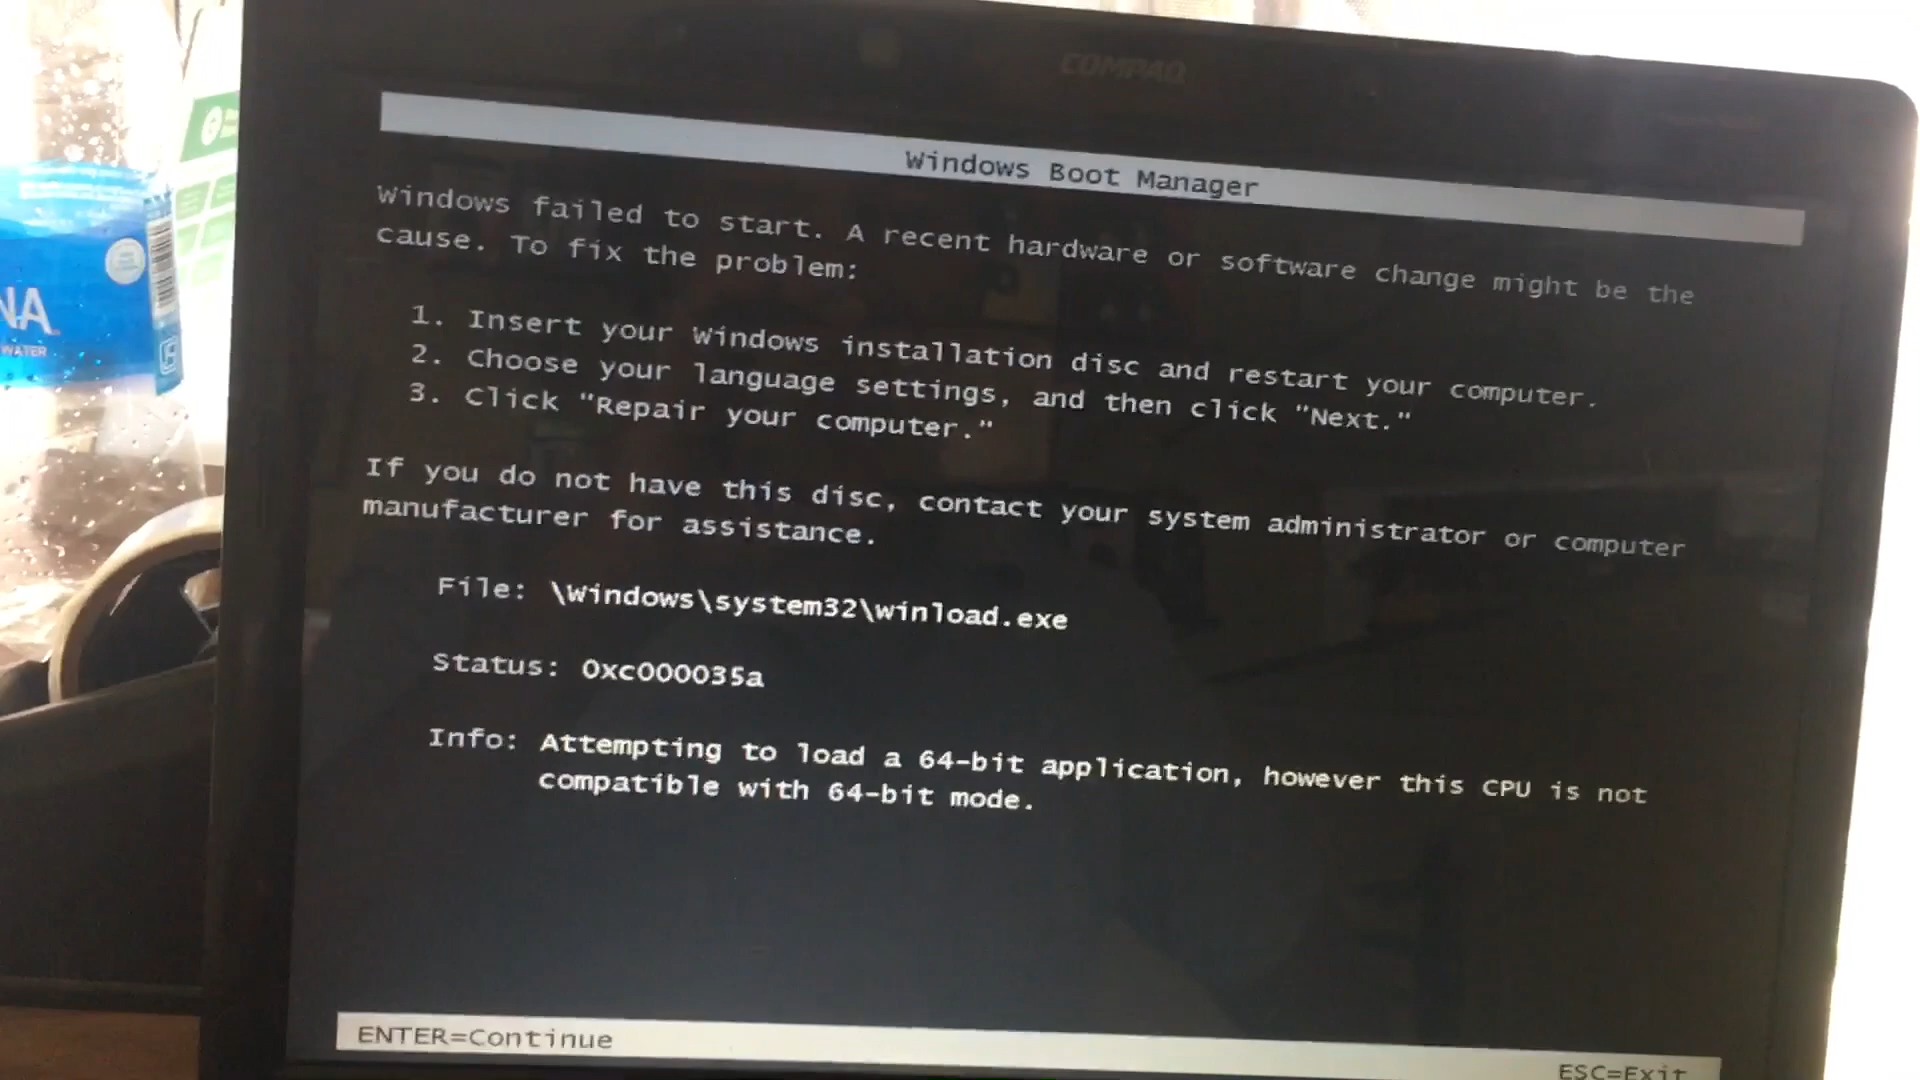 COMPAQ
Windows Boot Manager
Windows failed to start. A recent hardware or software change might be the
cause. To fix the problem:
1. Insert your Windows installation disc and restart your computer.
2. Choose your language settings, and then click "Next."
3. Click "Repair your computer."
If you do not have this disc, contact your system administrator or computer
manufacturer for assistance.
File: \Windows\system32\winload.exe
Status: 0xc000035a
Info: Attempting to load a 64-bit application, however this CPU is not
compatible with 64-bit mode.
ENTER=Continue
ESC=Exit
NA
WATER